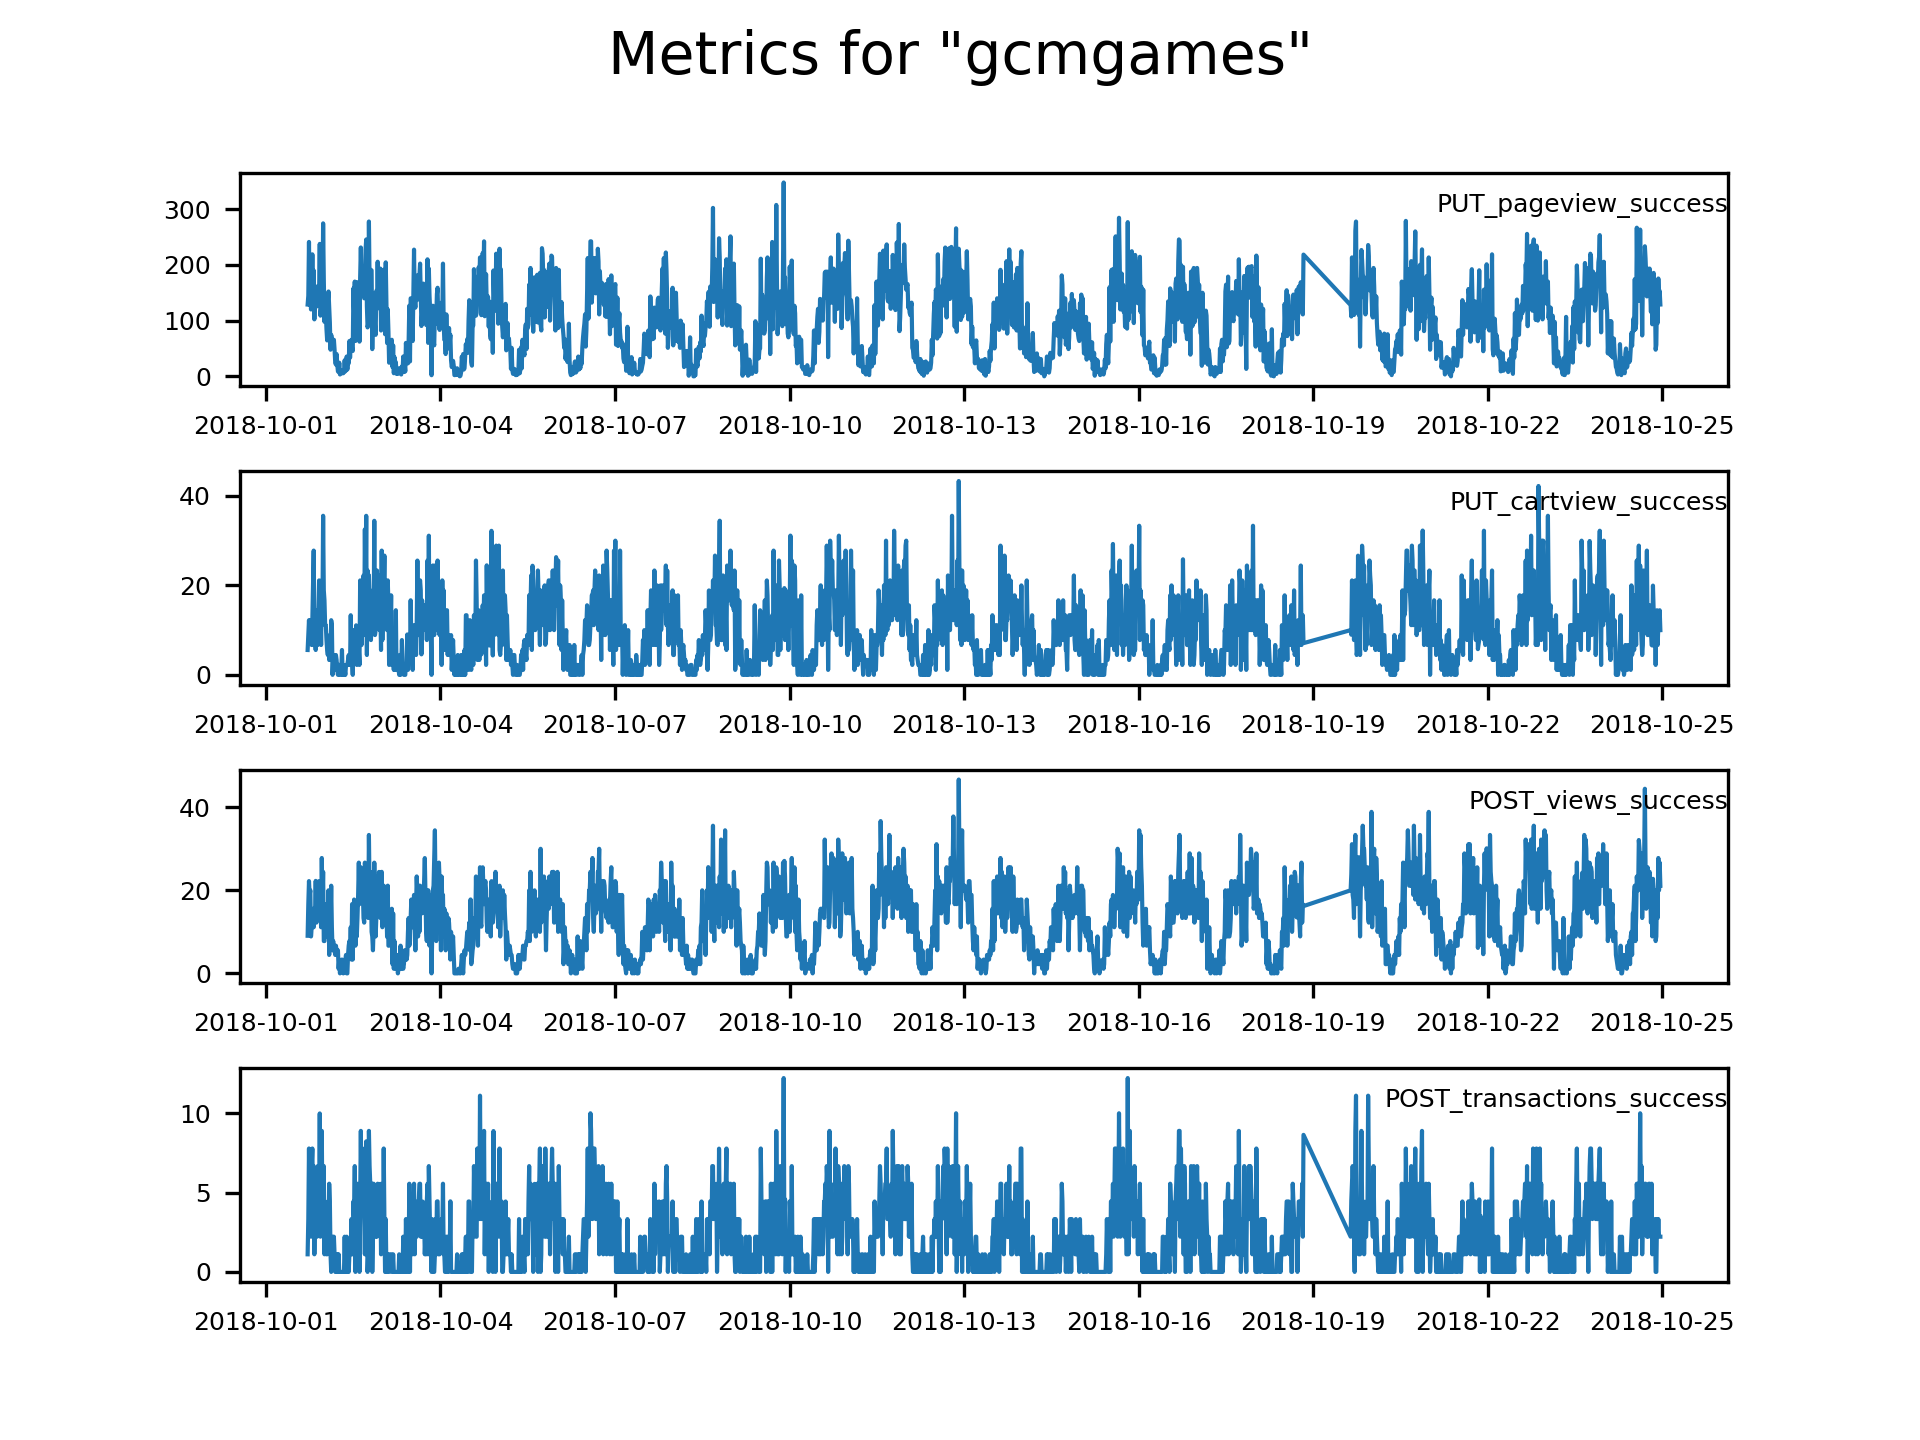 Metrics for "gcmgames"
PUT_pageview_success
300
200
100
0
2018-10-01 2018-10-04 2018-10-07 2018-10-10 2018-10-13 2018-10-16 2018-10-19 2018-10-22 2018-10-25
PUT_cartview_success
40
20
0
2018-10-01 2018-10-04 2018-10-07 2018-10-10 2018-10-13 2018-10-16 2018-10-19 2018-10-22 2018-10-25
POST_views_success
40
20
0
2018-10-01 2018-10-04 2018-10-07 2018-10-10 2018-10-13 2018-10-16 2018-10-19 2018-10-22 2018-10-25
POST_transactions_success
10
5
0
2018-10-01 2018-10-04 2018-10-07 2018-10-10 2018-10-13 2018-10-16 2018-10-19 2018-10-22 2018-10-25